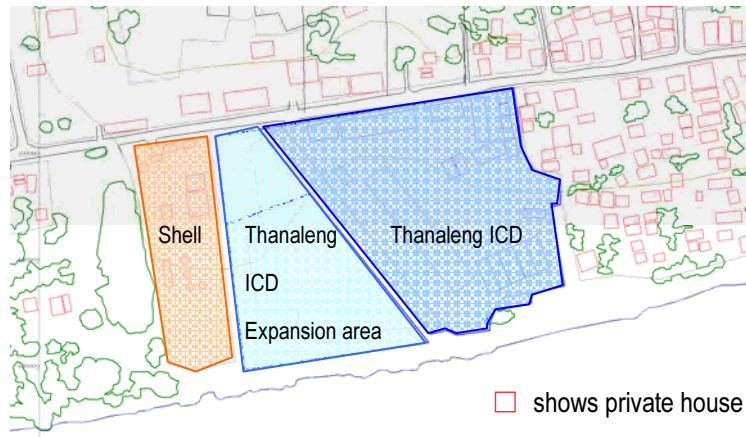 Shell
Thanaleng
ICD
Expansion area
Thanaleng ICD
shows private house